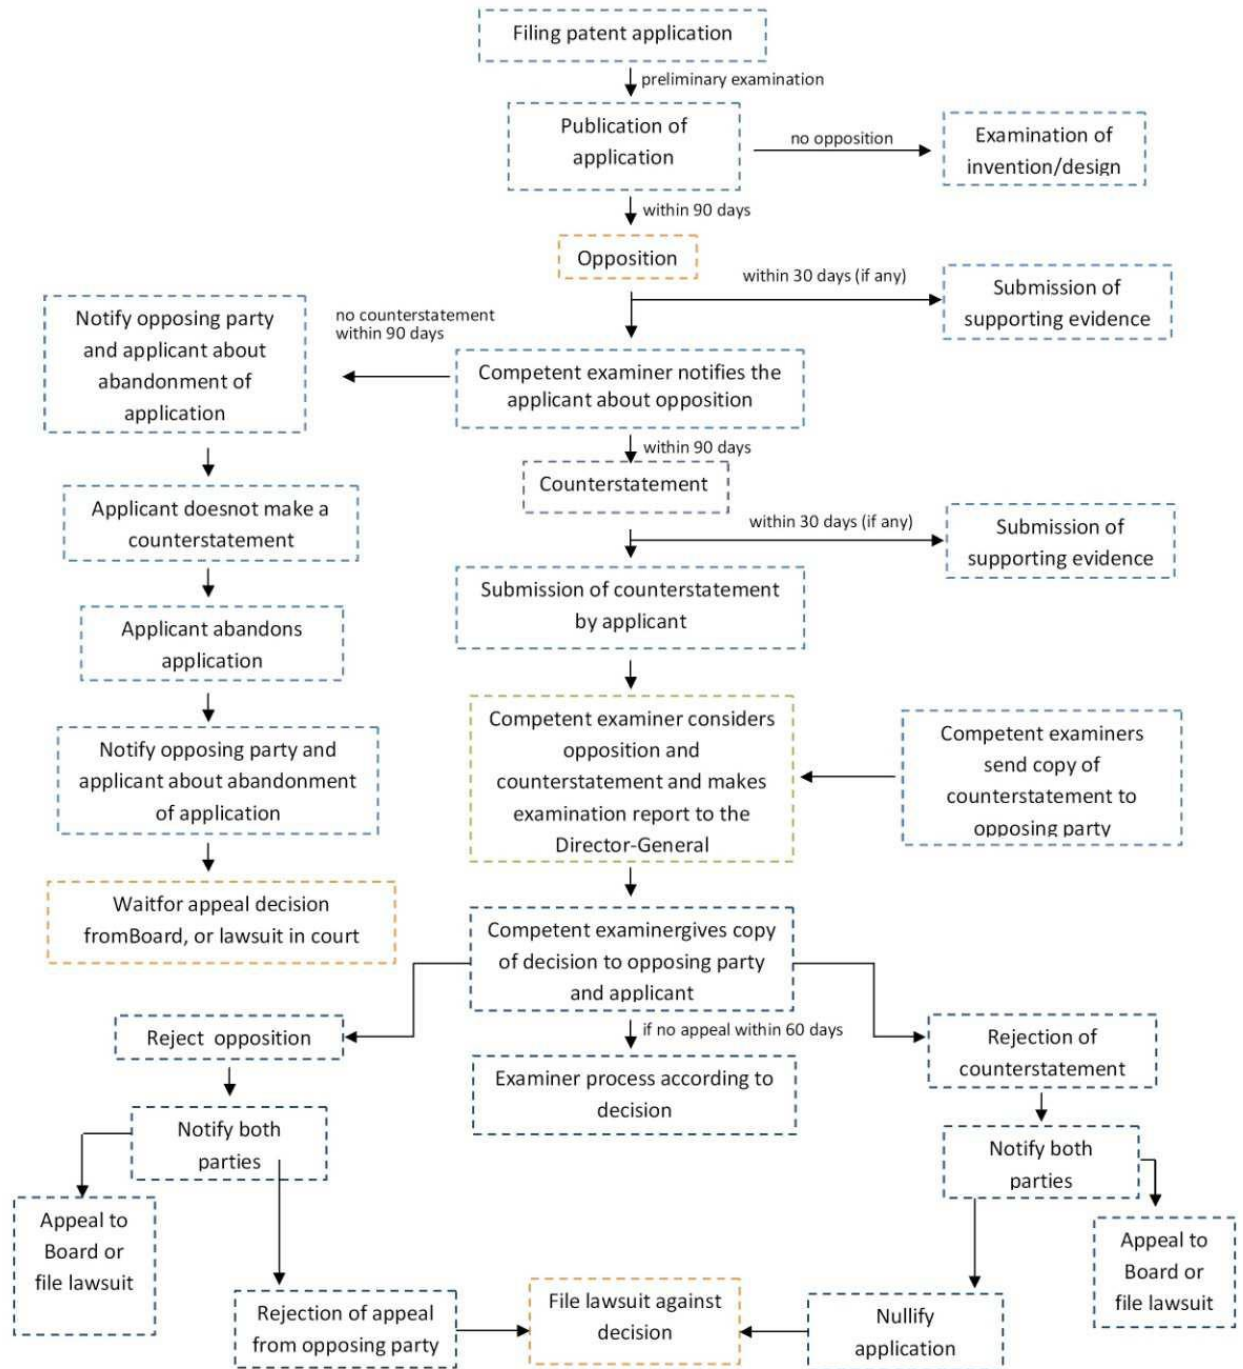 Filing patent application
preliminary examination
Publication of
application
no opposition
Examination of
invention/design
within 90 days
Opposition
within 30 days (if any)
Submission of
supporting evidence
Notify opposing party
and applicant about
abandonment of
application
no counterstatement
within 90 days
Competent examiner notifies the
applicant about opposition
within 90 days
Counterstatement
Applicant doesnot make a
counterstatement
within 30 days (if any)
Submission of
supporting evidence
Submission of counterstatement
by applicant
Applicant abandons
application
Competent examiner considers
opposition and
counterstatement and makes
examination report to the
Director-General
Competent examiners
send copy of
counterstatement to
opposing party
Notify opposing party and
applicant about abandonment
of application
Waitfor appeal decision
fromBoard, or lawsuit in court
Competent examinergives copy
of decision to opposing party
and applicant
Reject opposition
if no appeal within 60 days
Rejection of
counterstatement
Examiner process according to
decision
Notify both
parties
Notify both
parties
Appeal to
Board or
file lawsuit
Appeal to
Board or
file lawsuit
Rejection of appeal
from opposing party
File lawsuit against
decision
Nullify
application